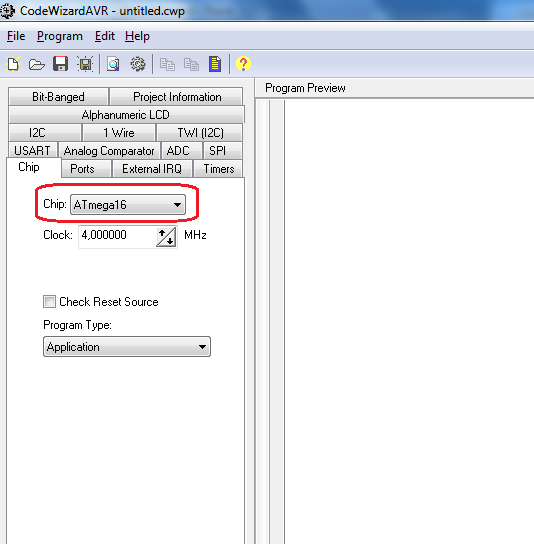 CodeWizardAVR - untitled.cwp
File Program Edit Help
Bit-Banged Project Information
Alphanumeric LCD
I2C 1 Wire TWI (I2C)
USART Analog Comparator ADC SPI
Chip Ports External IRQ Timers
Chip: ATmega16
Clock: 4,000000 MHz
Check Reset Source
Program Type:
Application
Program Preview